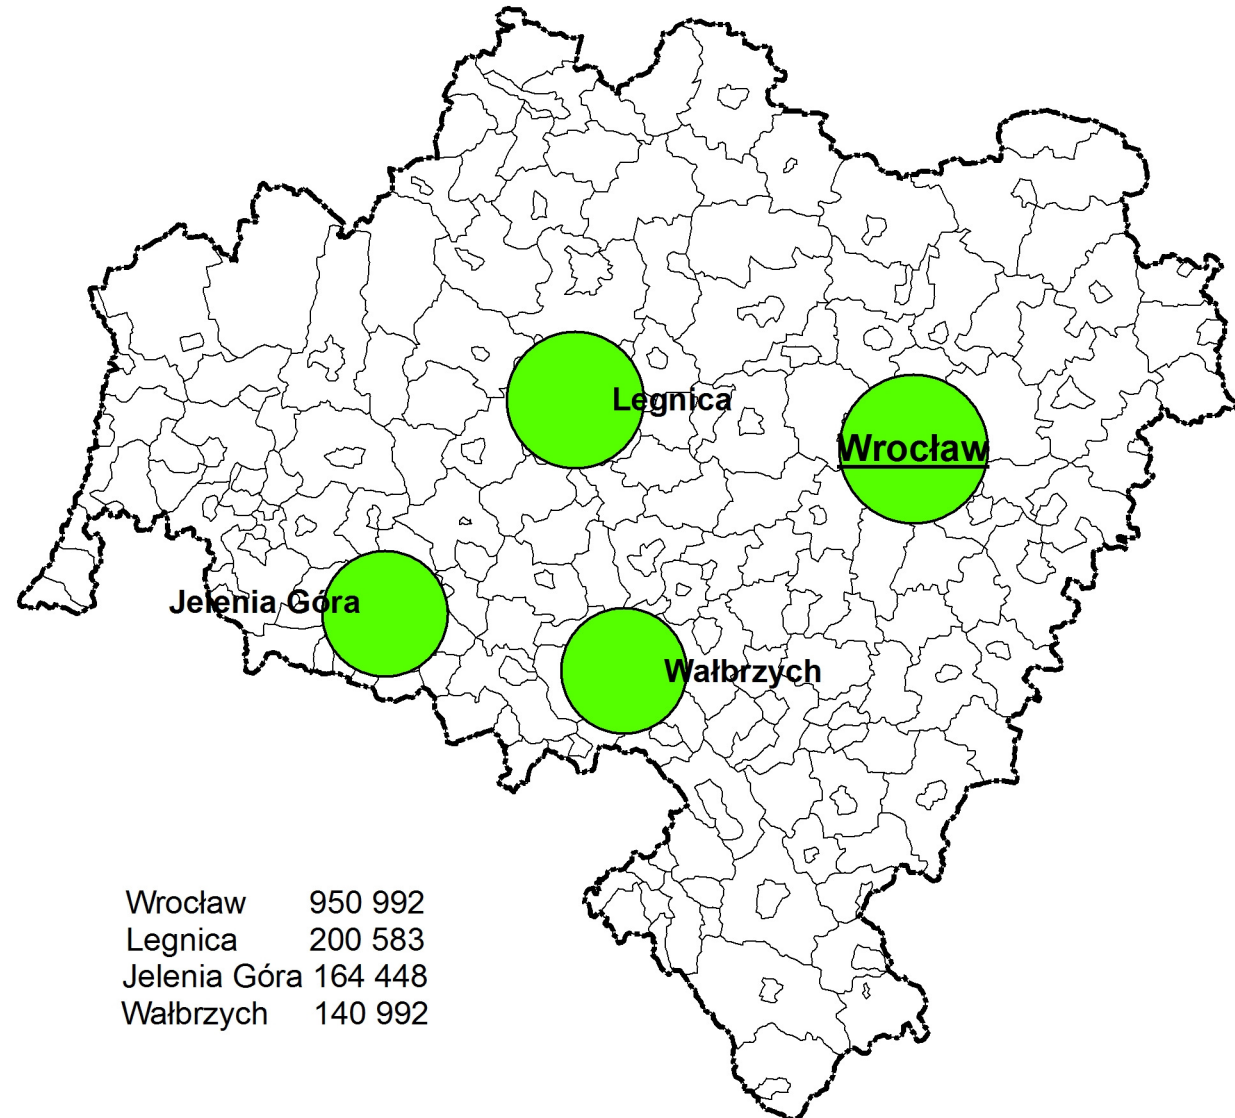 Legnica
Wrocław
Jelenia Góra
Wałbrzych
Wrocław 950 992
Legnica 200 583
Jelenia Góra 164 448
Wałbrzych 140 992